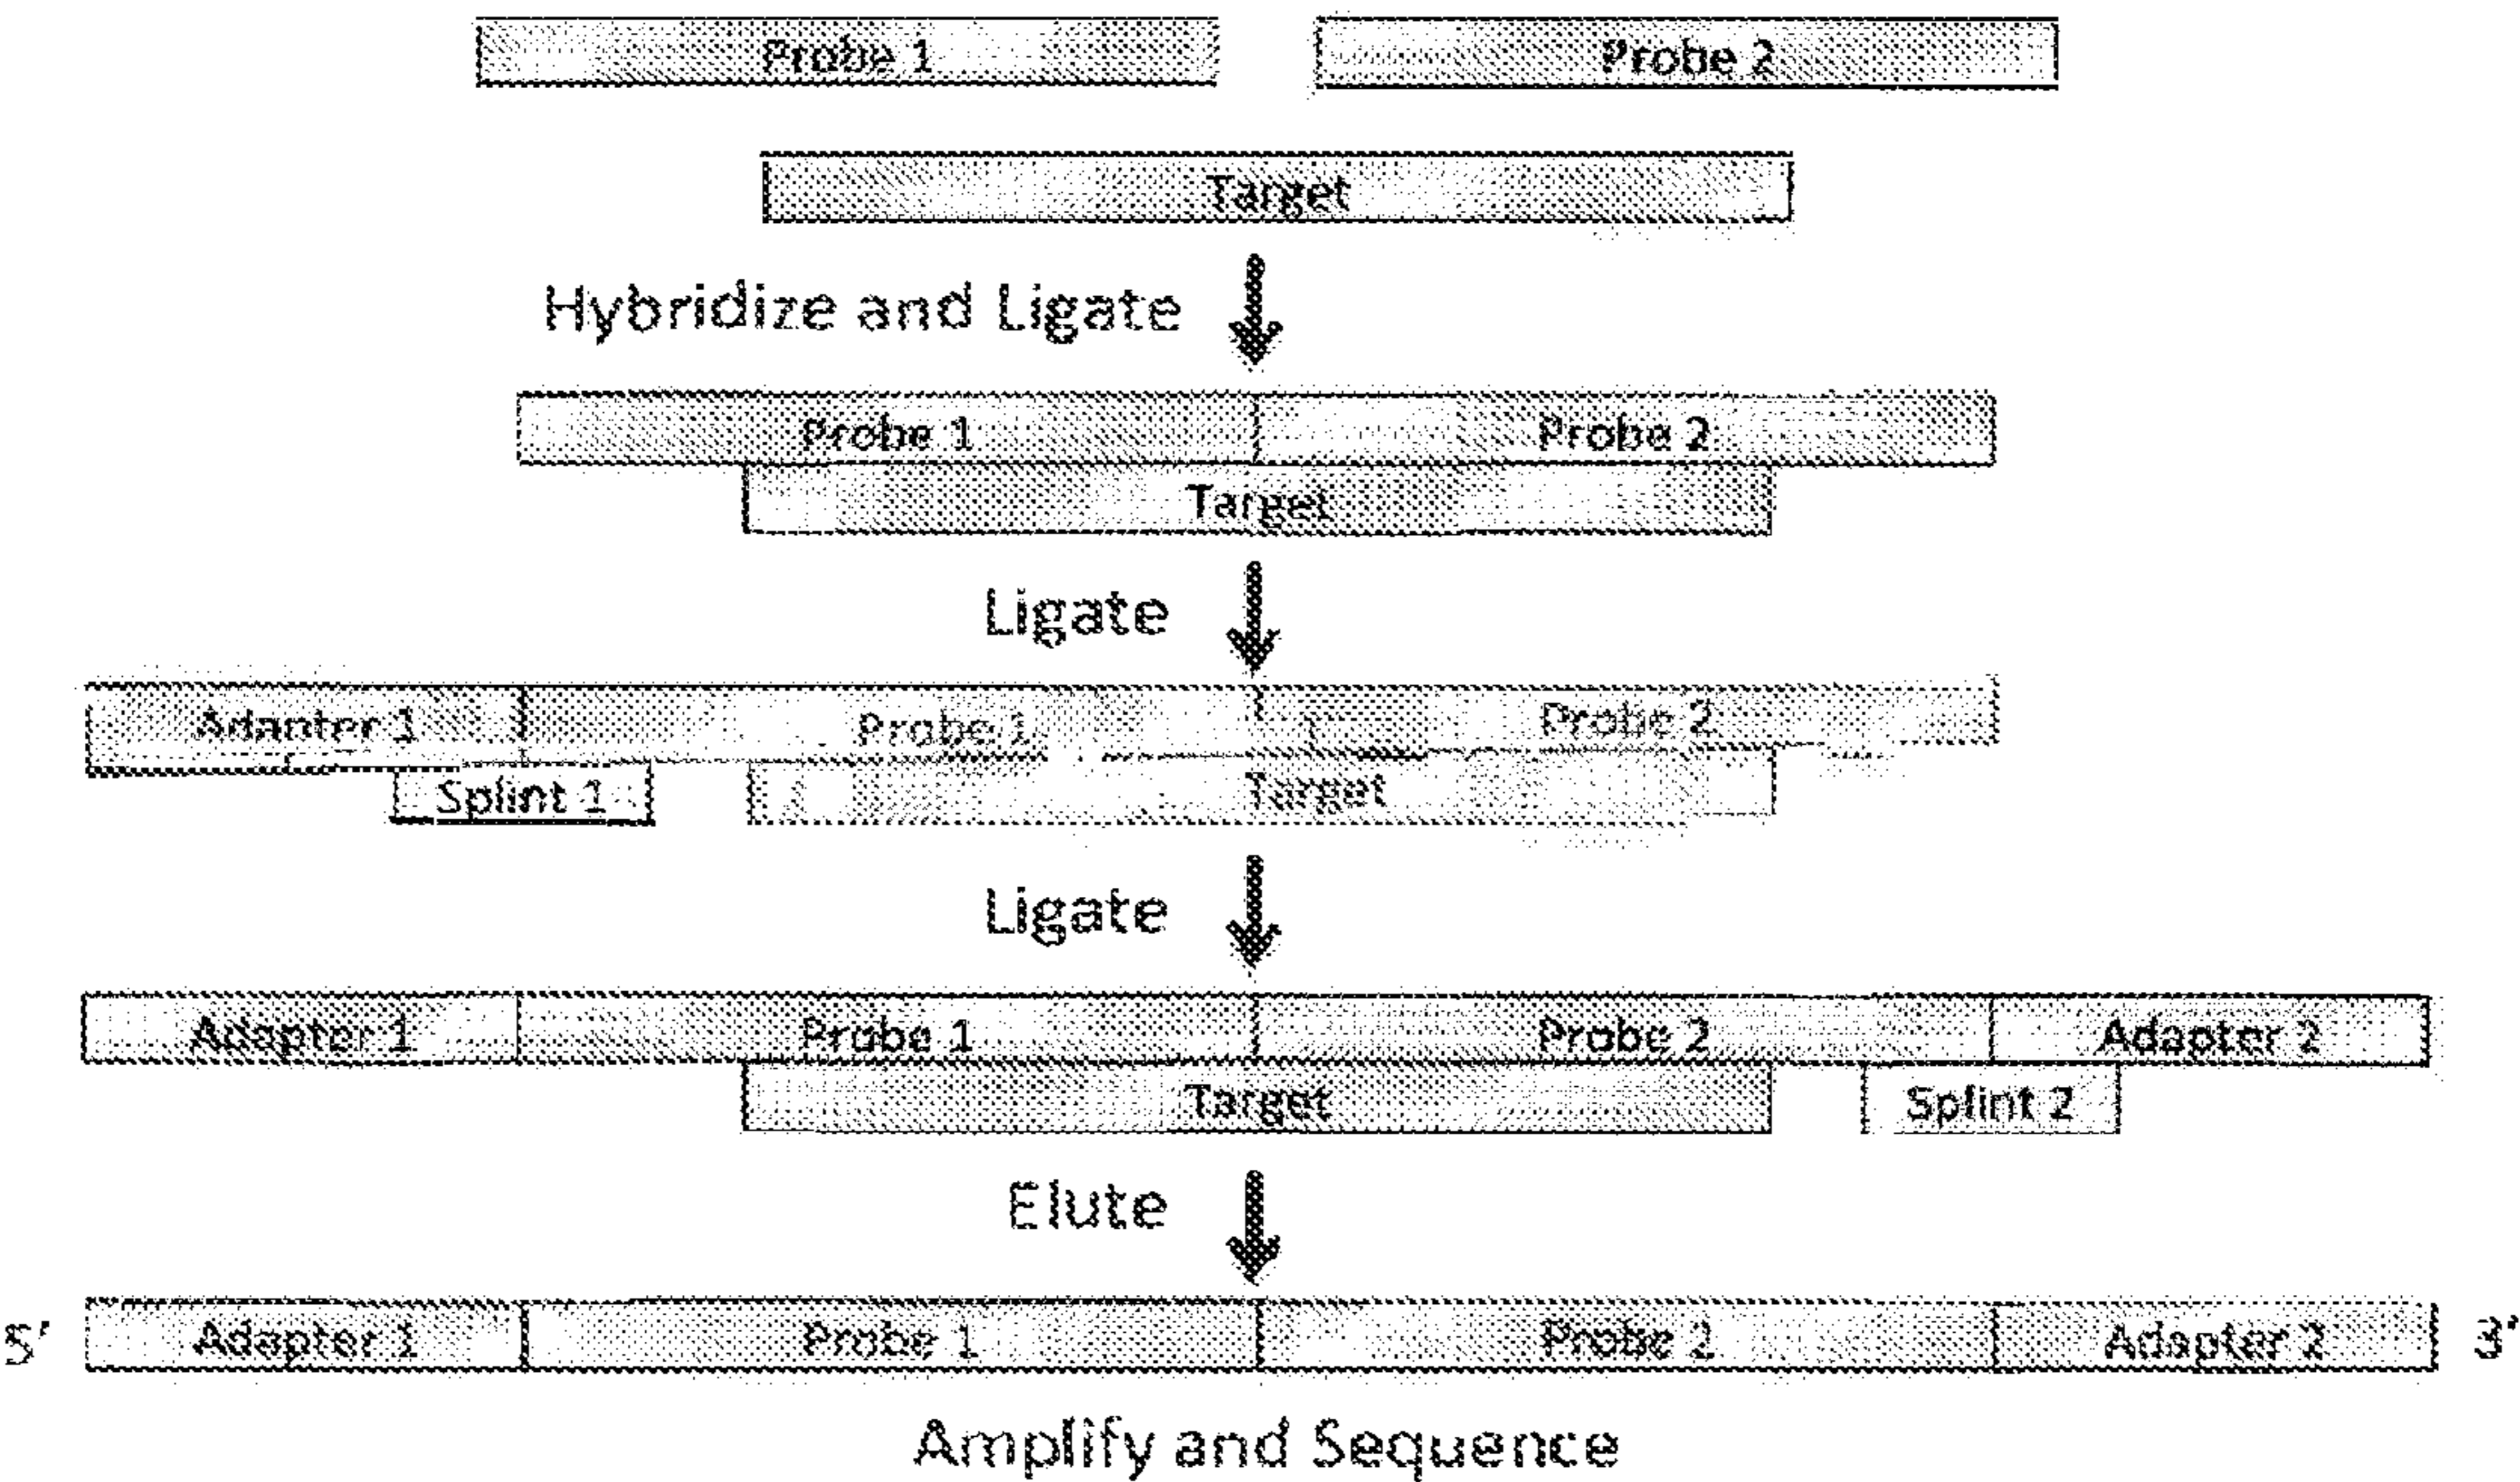 Probe 1 Probe 2
Target
Hybridize and Ligate
Probe 1 Probe 2
Target
Ligate
Adapter 1 Probe 1 Probe 2
Splint 1 Target
Ligate
Adapter 1 Probe 1 Probe 2 Adapter 2
Target Splint 2
Elute
5' Adapter 1 Probe 1 Probe 2 Adapter 2 3'
Amplify and Sequence